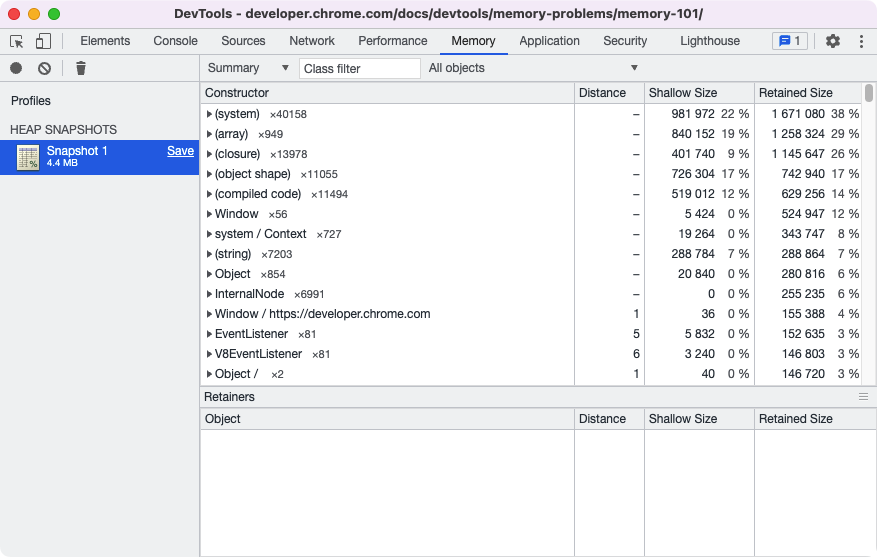 DevTools - developer.chrome.com/docs/devtools/memory-problems/memory-101/
Elements Console Sources Network Performance Memory Application Security Lighthouse 1
Summary ▼ Class filter All objects ▼
Profiles
HEAP SNAPSHOTS
Snapshot 1 Save
4.4 MB
%
Constructor Distance Shallow Size Retained Size
(system) ×40158 – 981 972 22 % 1 671 080 38 %
(array) ×949 – 840 152 19 % 1 258 324 29 %
(closure) ×13978 – 401 740 9 % 1 145 647 26 %
(object shape) ×11055 – 726 304 17 % 742 940 17 %
(compiled code) ×11494 – 519 012 12 % 629 256 14 %
Window ×56 – 5 424 0 % 524 947 12 %
system / Context ×727 – 19 264 0 % 343 747 8 %
(string) ×7203 – 288 784 7 % 288 864 7 %
Object ×854 – 20 840 0 % 280 816 6 %
InternalNode ×6991 – 0 0 % 255 235 6 %
Window / https://developer.chrome.com 1 36 0 % 155 388 4 %
EventListener ×81 5 5 832 0 % 152 635 3 %
V8EventListener ×81 6 3 240 0 % 146 803 3 %
Object / ×2 1 40 0 % 146 720 3 %
Retainers
Object Distance Shallow Size Retained Size